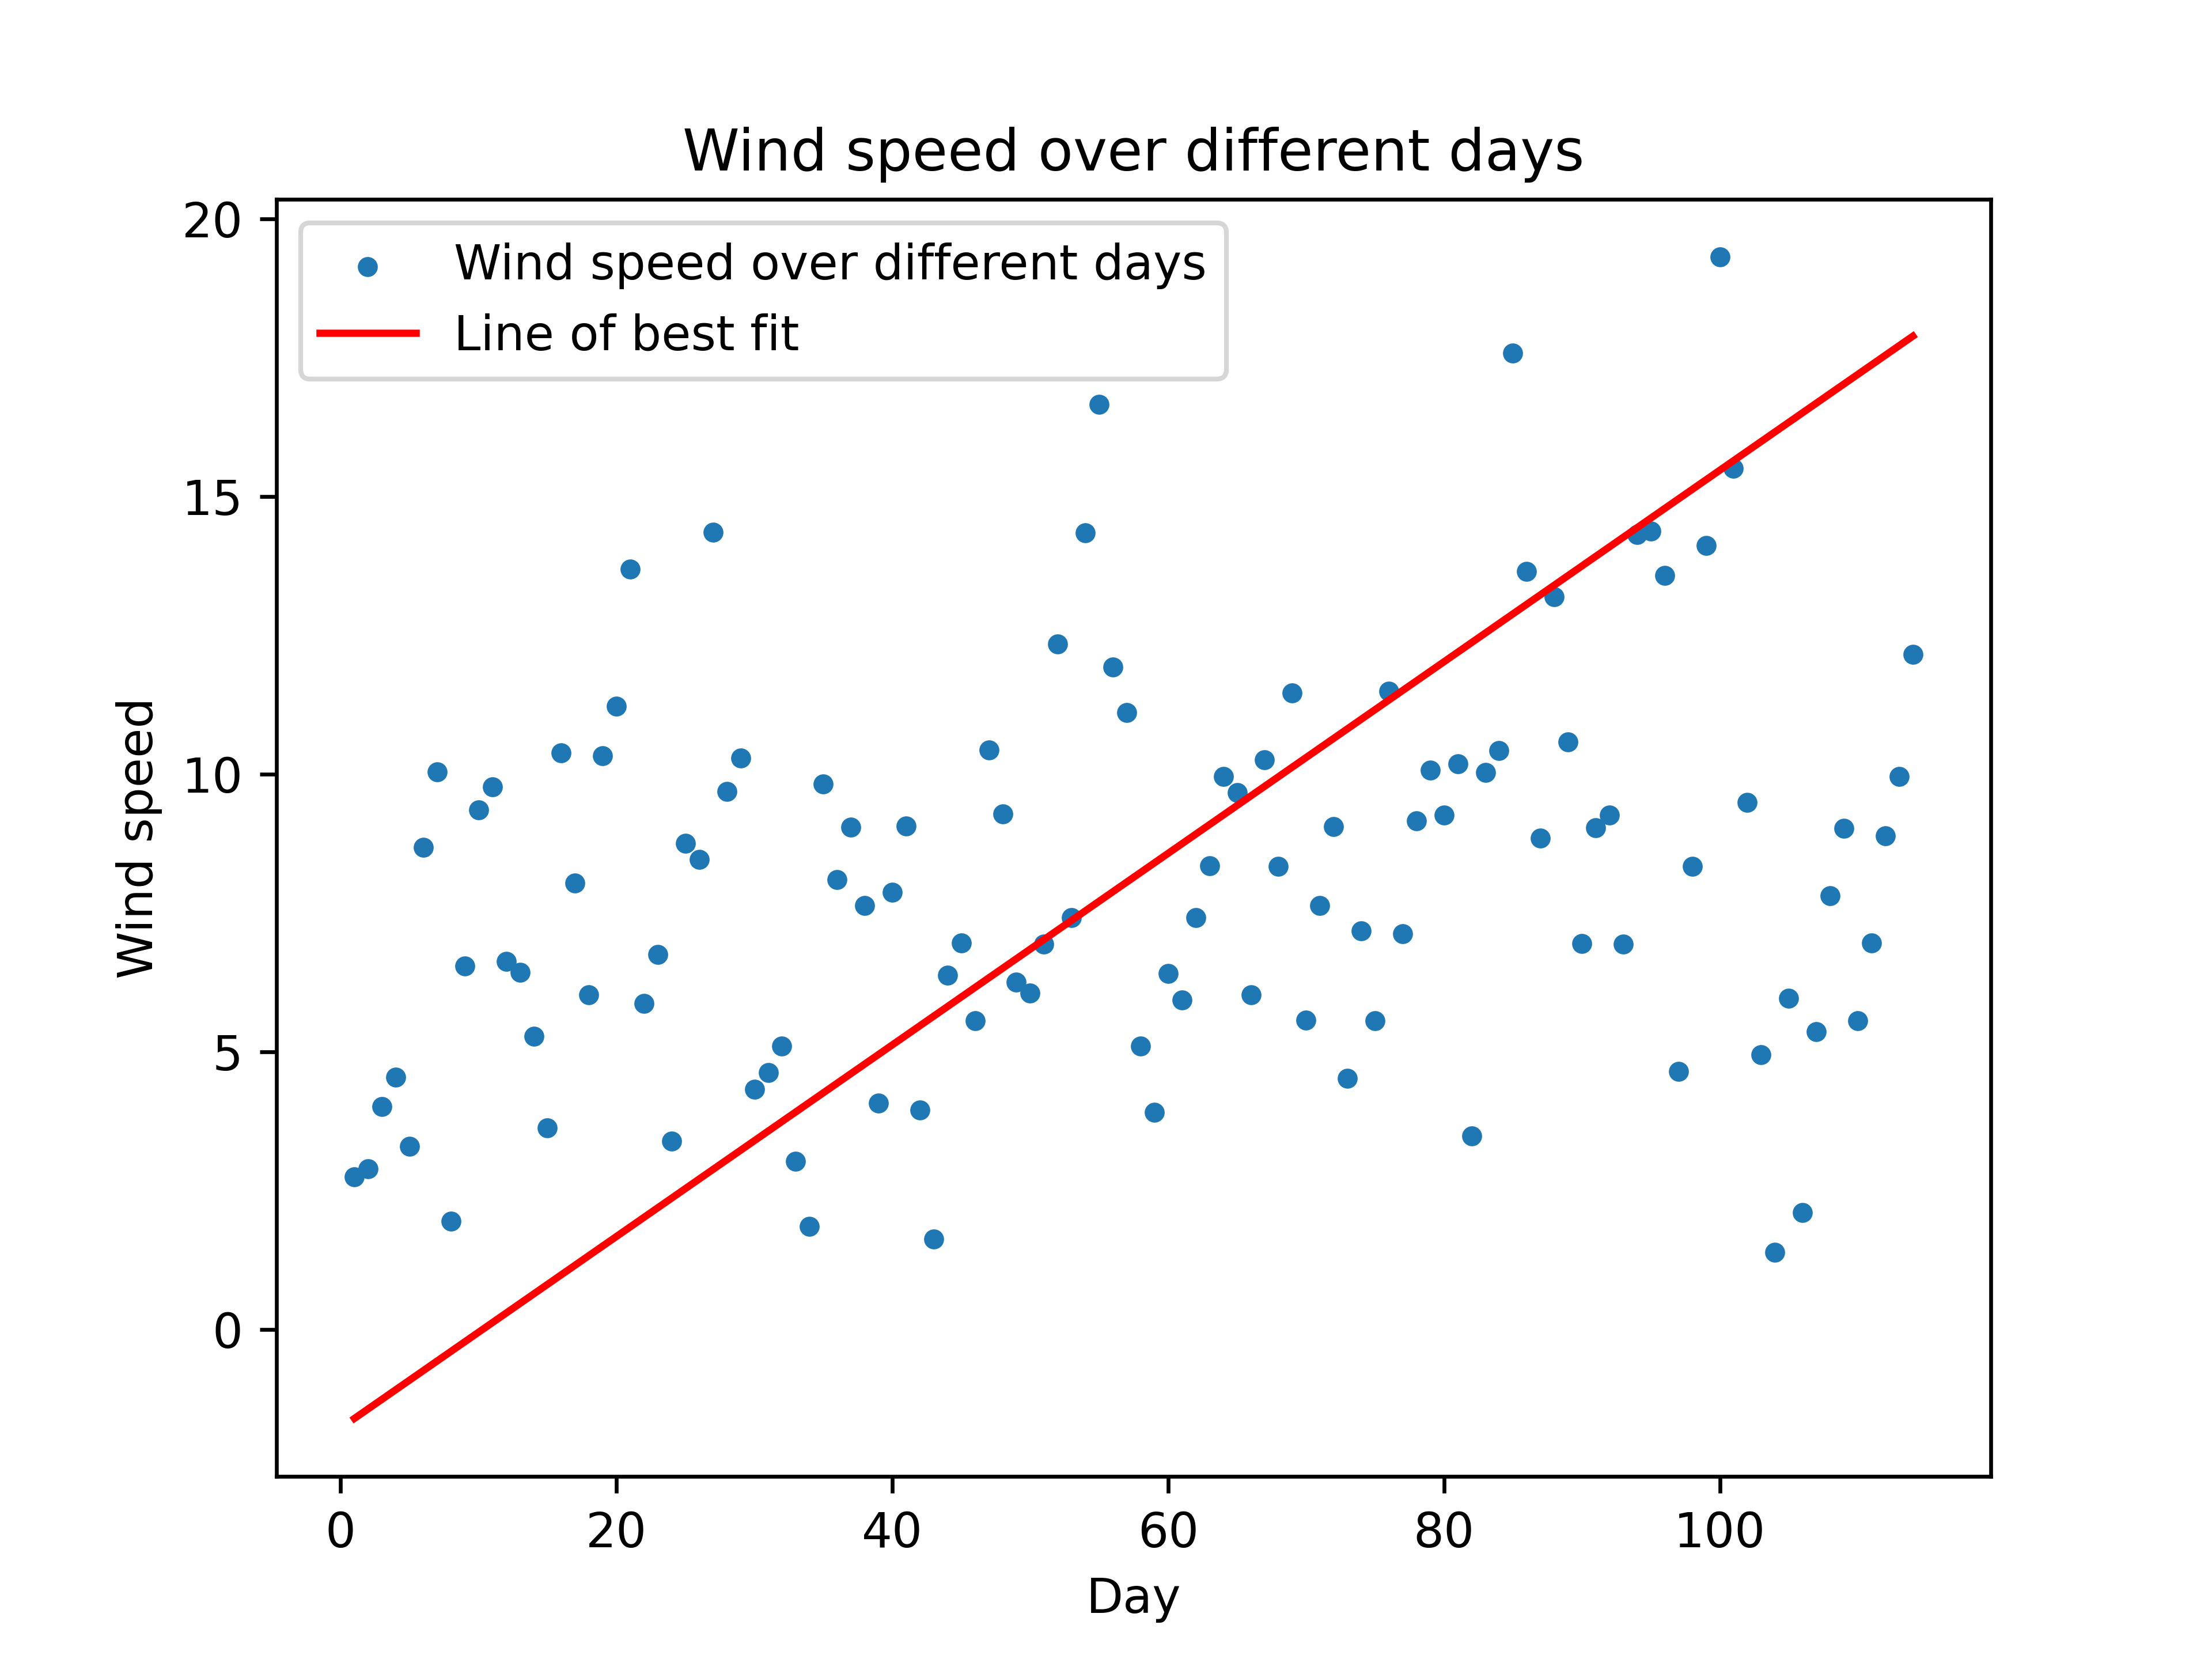 Wind speed over different days
20
Wind speed over different days
Line of best fit
15
10
5
0
Wind speed
0 20 40 60 80 100
Day